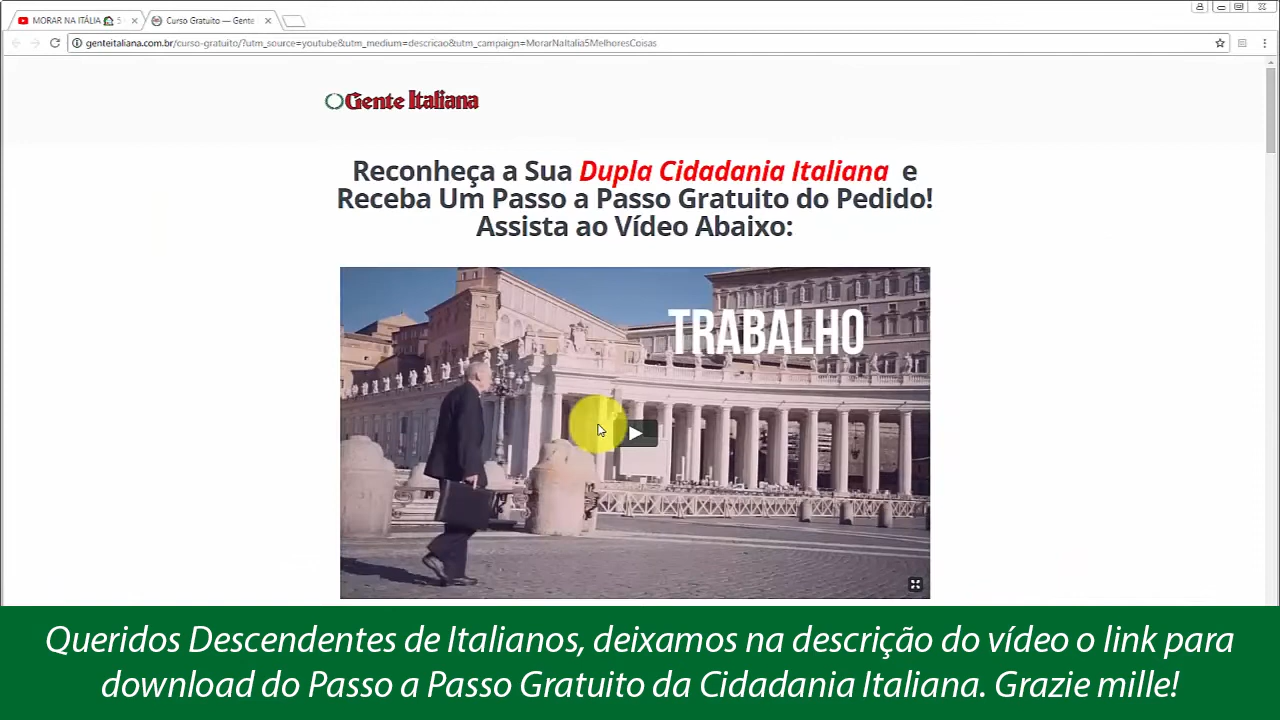 MORAR NA ITÁLIA 5
Curso Gratuito — Gente
genteitaliana.com.br/curso-gratuito/?utm_source=youtube&utm_medium=descricao&utm_campaign=MorarNaItalia5MelhoresCoisas
Gente Italiana
Reconheça a Sua Dupla Cidadania Italiana e
Receba Um Passo a Passo Gratuito do Pedido!
Assista ao Vídeo Abaixo:
TRABALHO
Queridos Descendentes de Italianos, deixamos na descrição do vídeo o link para
download do Passo a Passo Gratuito da Cidadania Italiana. Grazie mille!